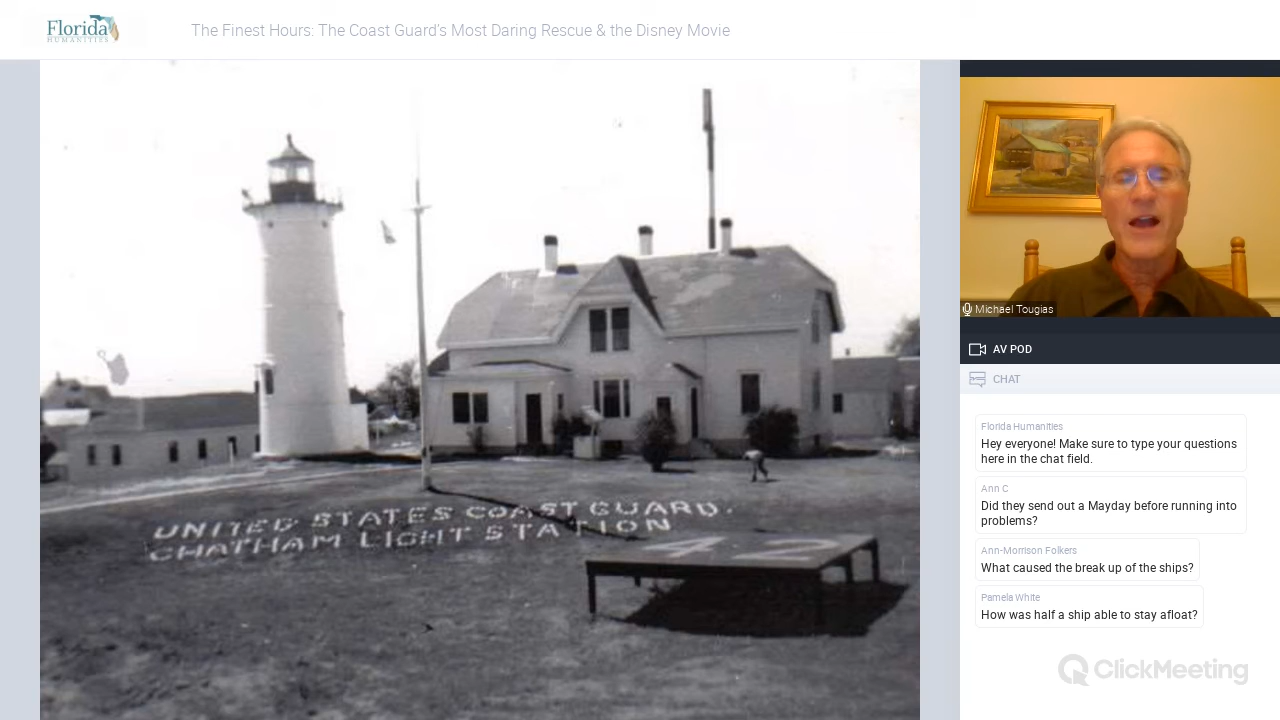 Florida
HUMANITIES
The Finest Hours: The Coast Guard's Most Daring Rescue & the Disney Movie
UNITED STATES COAST GUARD.
CHATHAM LIGHT STATION
42
Michael Tougias
AV POD
CHAT
Florida Humanities
Hey everyone! Make sure to type your questions
here in the chat field.
Ann C
Did they send out a Mayday before running into
problems?
Ann-Morrison Folkers
What caused the break up of the ships?
Pamela White
How was half a ship able to stay afloat?
ClickMeeting